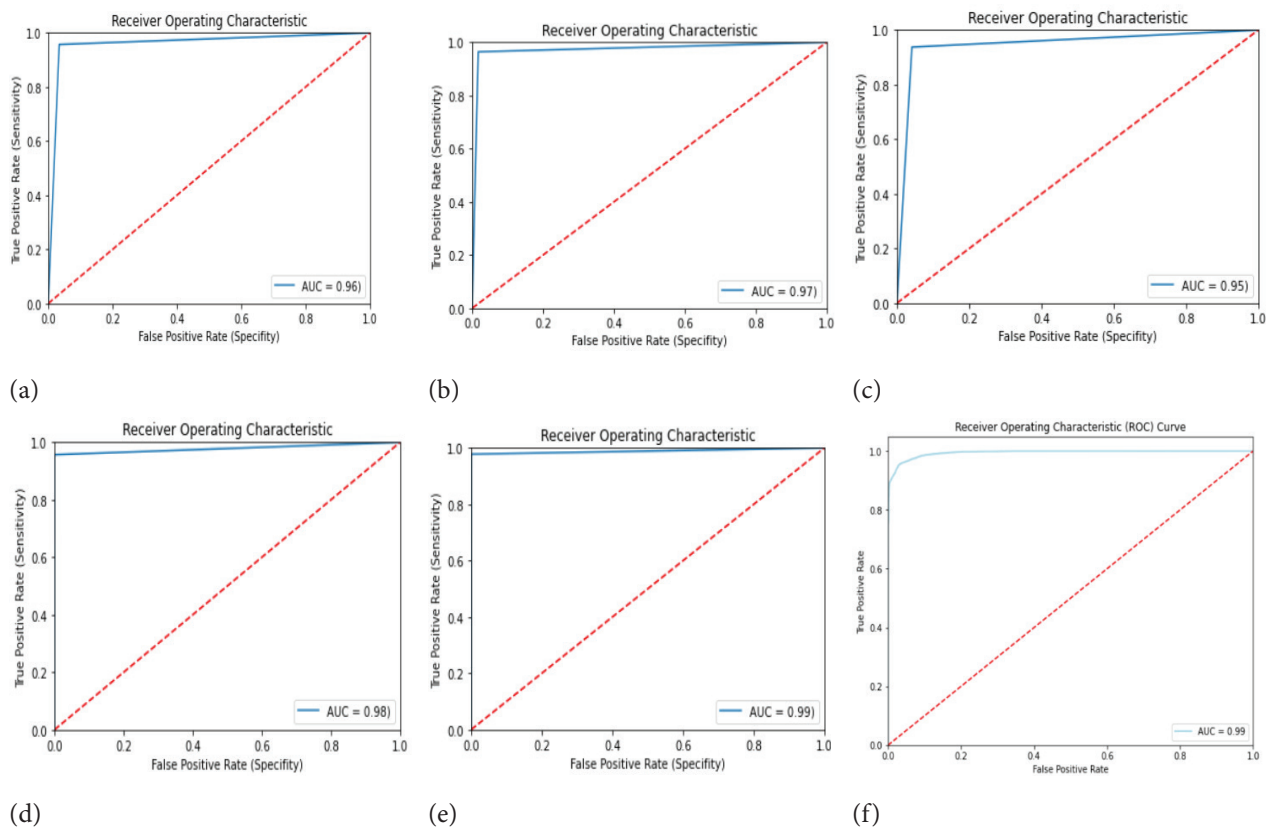 Receiver Operating Characteristic
1.0
0.8
0.6
0.4
0.2
0.0
True Positive Rate (Sensitivity)
AUC = 0.96)
0.0 0.2 0.4 0.6 0.8 1.0
False Positive Rate (Specifity)
(a)
Receiver Operating Characteristic
1.0
0.8
0.6
0.4
0.2
0.0
True Positive Rate (Sensitivity)
AUC = 0.97)
0.0 0.2 0.4 0.6 0.8 1.0
False Positive Rate (Specifity)
(b)
Receiver Operating Characteristic
1.0
0.8
0.6
0.4
0.2
0.0
True Positive Rate (Sensitivity)
AUC = 0.95)
0.0 0.2 0.4 0.6 0.8 1.0
False Positive Rate (Specifity)
(c)
Receiver Operating Characteristic
1.0
0.8
0.6
0.4
0.2
0.0
True Positive Rate (Sensitivity)
AUC = 0.98)
0.0 0.2 0.4 0.6 0.8 1.0
False Positive Rate (Specifity)
(d)
Receiver Operating Characteristic
1.0
0.8
0.6
0.4
0.2
0.0
True Positive Rate (Sensitivity)
AUC = 0.99)
0.0 0.2 0.4 0.6 0.8 1.0
False Positive Rate (Specifity)
(e)
Receiver Operating Characteristic (ROC) Curve
1.0
0.8
0.6
0.4
0.2
0.0
True Positive Rate
AUC = 0.99
0.0 0.2 0.4 0.6 0.8 1.0
False Positive Rate
(f)